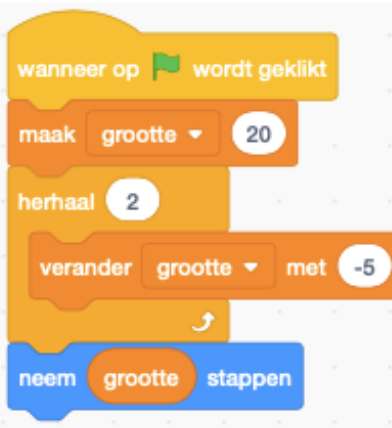 wanneer op wordt geklikt
maak grootte 20
herhaal 2
verander grootte met -5
neem grootte stappen